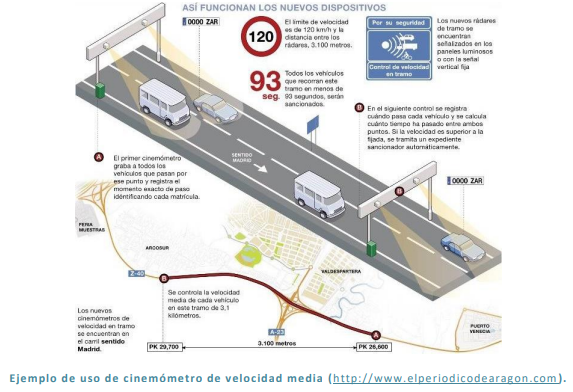 ASÍ FUNCIONAN LOS NUEVOS DISPOSITIVOS
0000 ZAR
120
El límite de velocidad
es de 120 km/h y la
distancia entre los
radares, 3.100 metros.
Por su seguridad
Control de velocidad
en tramo
Los nuevos radares
de tramo se
encuentran
señalizados en los
paneles luminosos
o con la señal
vertical fija
93
seg.
Todos los vehículos
que recorran este
tramo en menos de
93 segundos, serán
sancionados.
B
En el siguiente control se registra
cuándo pasa cada vehículo y se calcula
cuánto tiempo ha pasado entre ambos
puntos. Si la velocidad es superior a la
fijada, se tramita un expediente
sancionador automáticamente.
A
A
El primer cinemómetro
graba a todos los
vehículos que pasan por
ese punto y registra el
momento exacto de paso
identificando cada matrícula.
SENTIDO
MADRID
B
0000 ZAR
FERIA
MUESTRAS
ARCOSUR
VALDESPARTERA
Z-40
B
Se controla la velocidad
media de cada vehículo
en este tramo de 3,1
kilómetros.
Los nuevos
cinemómetros de
velocidad en tramo
se encuentran en
el carril sentido
Madrid.
A-23
A
PUERTO
VENECIA
PK 29,700
3.100 metros
PK 26,600
Ejemplo de uso de cinemómetro de velocidad media (http://www.elperiodicodearagon.com).